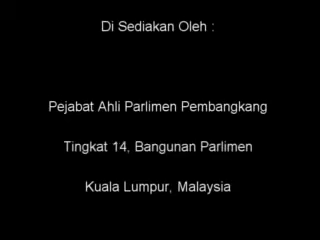 Di Sediakan Oleh :
Pejabat Ahli Parlimen Pembangkang
Tingkat 14, Bangunan Parlimen
Kuala Lumpur, Malaysia